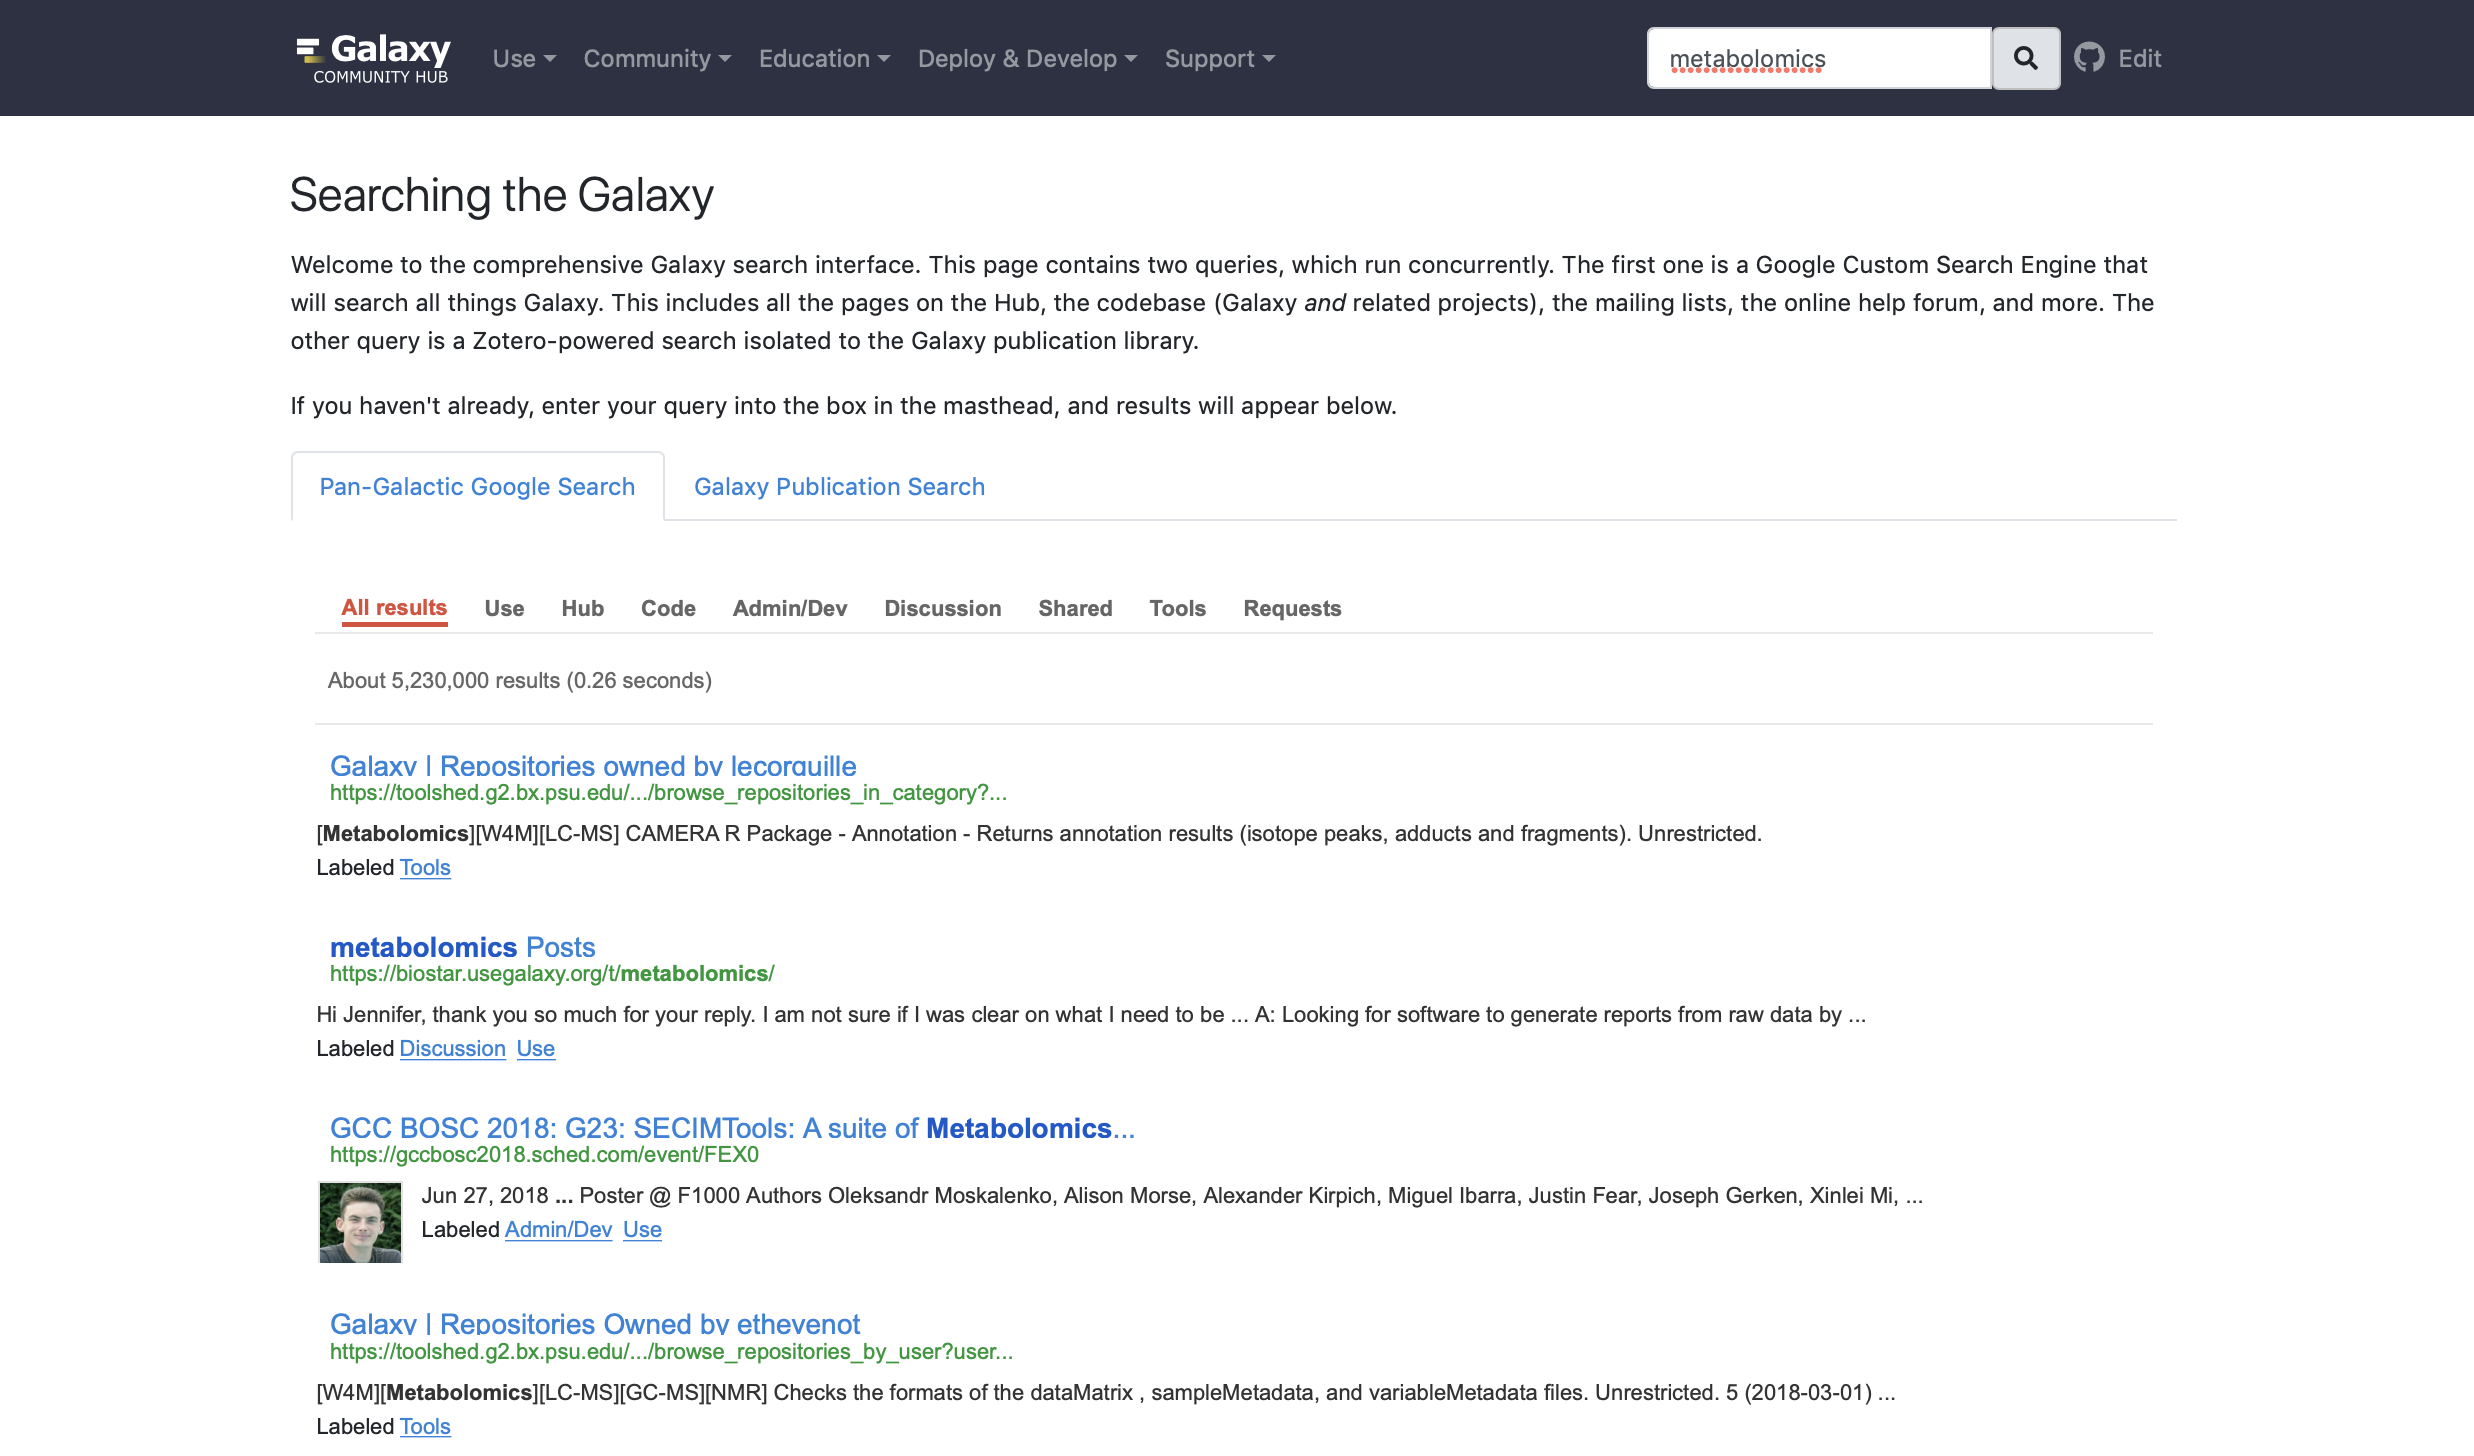 Galaxy
COMMUNITY HUB
Use
Community
Education
Deploy & Develop
Support
metabolomics
Edit
Searching the Galaxy
Welcome to the comprehensive Galaxy search interface. This page contains two queries, which run concurrently. The first one is a Google Custom Search Engine that
will search all things Galaxy. This includes all the pages on the Hub, the codebase (Galaxy and related projects), the mailing lists, the online help forum, and more. The
other query is a Zotero-powered search isolated to the Galaxy publication library.
If you haven't already, enter your query into the box in the masthead, and results will appear below.
Pan-Galactic Google Search
Galaxy Publication Search
All results Use Hub Code Admin/Dev Discussion Shared Tools Requests
About 5,230,000 results (0.26 seconds)
Galaxy | Repositories owned by lecorguille
https://toolshed.g2.bx.psu.edu/.../browse_repositories_in_category?...
[Metabolomics][W4M][LC-MS] CAMERA R Package - Annotation - Returns annotation results (isotope peaks, adducts and fragments). Unrestricted.
Labeled Tools
metabolomics Posts
https://biostar.usegalaxy.org/t/metabolomics/
Hi Jennifer, thank you so much for your reply. I am not sure if I was clear on what I need to be ... A: Looking for software to generate reports from raw data by ...
Labeled Discussion Use
GCC BOSC 2018: G23: SECIMTools: A suite of Metabolomics...
https://gccbosc2018.sched.com/event/FEX0
Jun 27, 2018 ... Poster @ F1000 Authors Oleksandr Moskalenko, Alison Morse, Alexander Kirpich, Miguel Ibarra, Justin Fear, Joseph Gerken, Xinlei Mi, ...
Labeled Admin/Dev Use
Galaxy | Repositories Owned by ethevenot
https://toolshed.g2.bx.psu.edu/.../browse_repositories_by_user?user...
[W4M][Metabolomics][LC-MS][GC-MS][NMR] Checks the formats of the dataMatrix , sampleMetadata, and variableMetadata files. Unrestricted. 5 (2018-03-01) ...
Labeled Tools